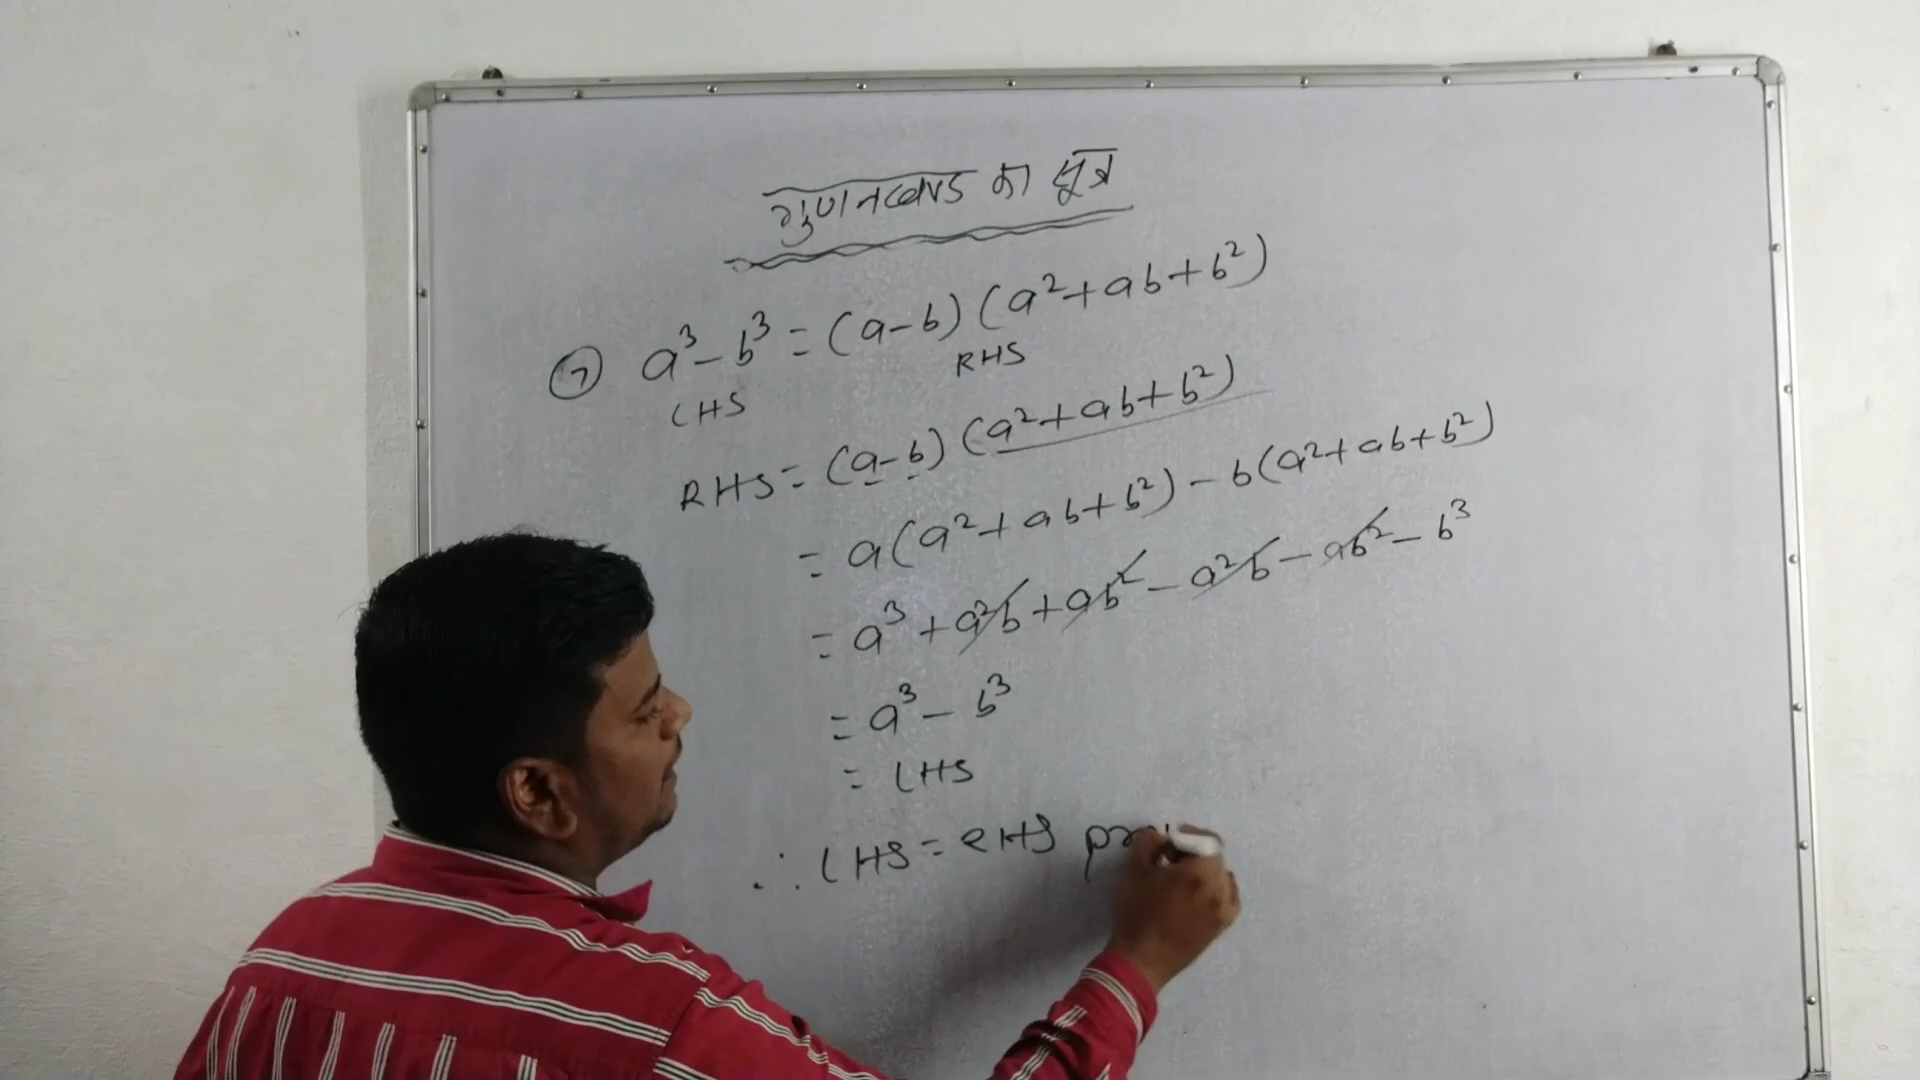 गुणनखण्ड का सूत्र
⑦ a³ - b³ = (a-b) (a²+ab+b²)
LHS RHS
RHS = (a-b) (a²+ab+b²)
= a(a²+ab+b²) - b(a²+ab+b²)
= a³ + a²b + ab² - a²b - ab² - b³
= a³ - b³
= LHS
∴ LHS = RHS